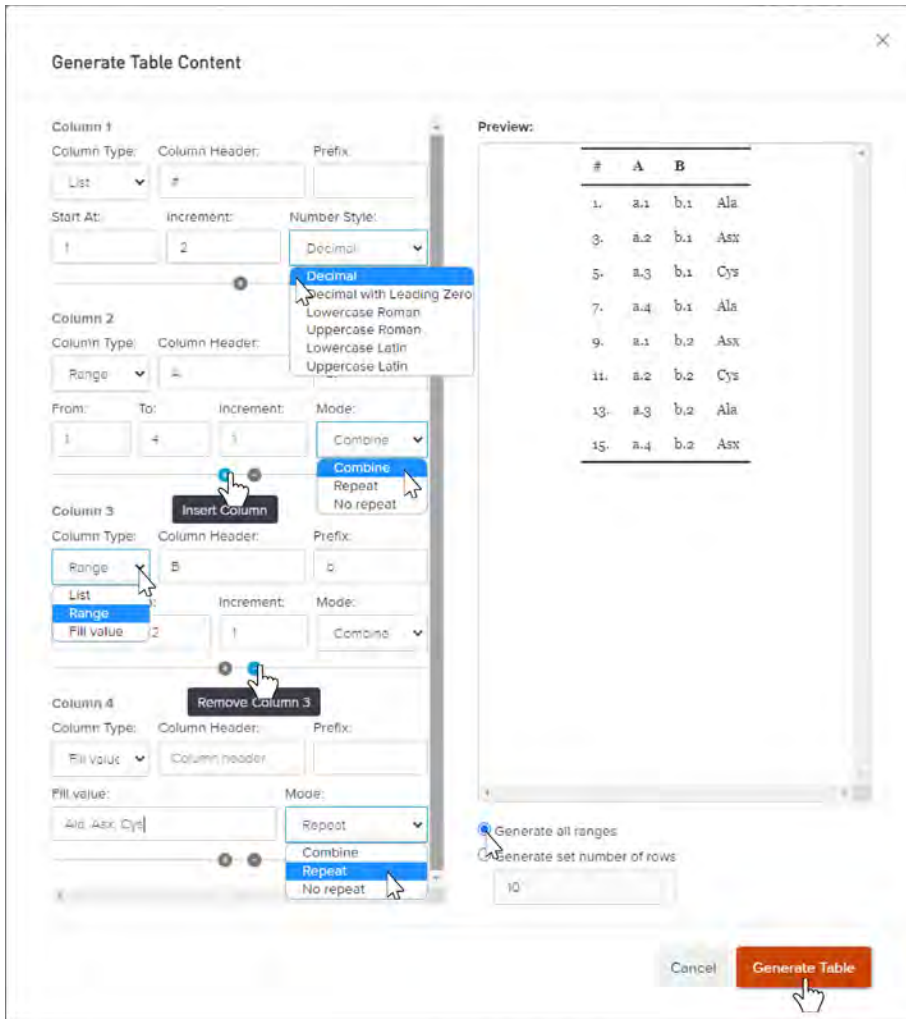 Generate Table Content
Column 1
Column Type: Column Header: Prefix:
List #
Start At: Increment: Number Style:
1 2 Decimal
Decimal
Decimal with Leading Zero
Lowercase Roman
Uppercase Roman
Lowercase Latin
Uppercase Latin
Column 2
Column Type: Column Header:
Range A
From: To: Increment: Mode:
1 4 1 Combine
Combine
Repeat
No repeat
Insert Column
Column 3
Column Type: Column Header: Prefix:
Range B b
List
Range
Fill value
Increment: Mode:
2 1 Combine
Remove Column 3
Column 4
Column Type: Column Header: Prefix:
Fill value Column header
Fill value: Mode:
Ala, Asx, Cys Repeat
Combine
Repeat
No repeat
Preview:
# A B
1. a.1 b.1 Ala
3. a.2 b.1 Asx
5. a.3 b.1 Cys
7. a.4 b.1 Ala
9. a.1 b.2 Asx
11. a.2 b.2 Cys
13. a.3 b.2 Ala
15. a.4 b.2 Asx
Generate all ranges
Generate set number of rows
10
Cancel Generate Table